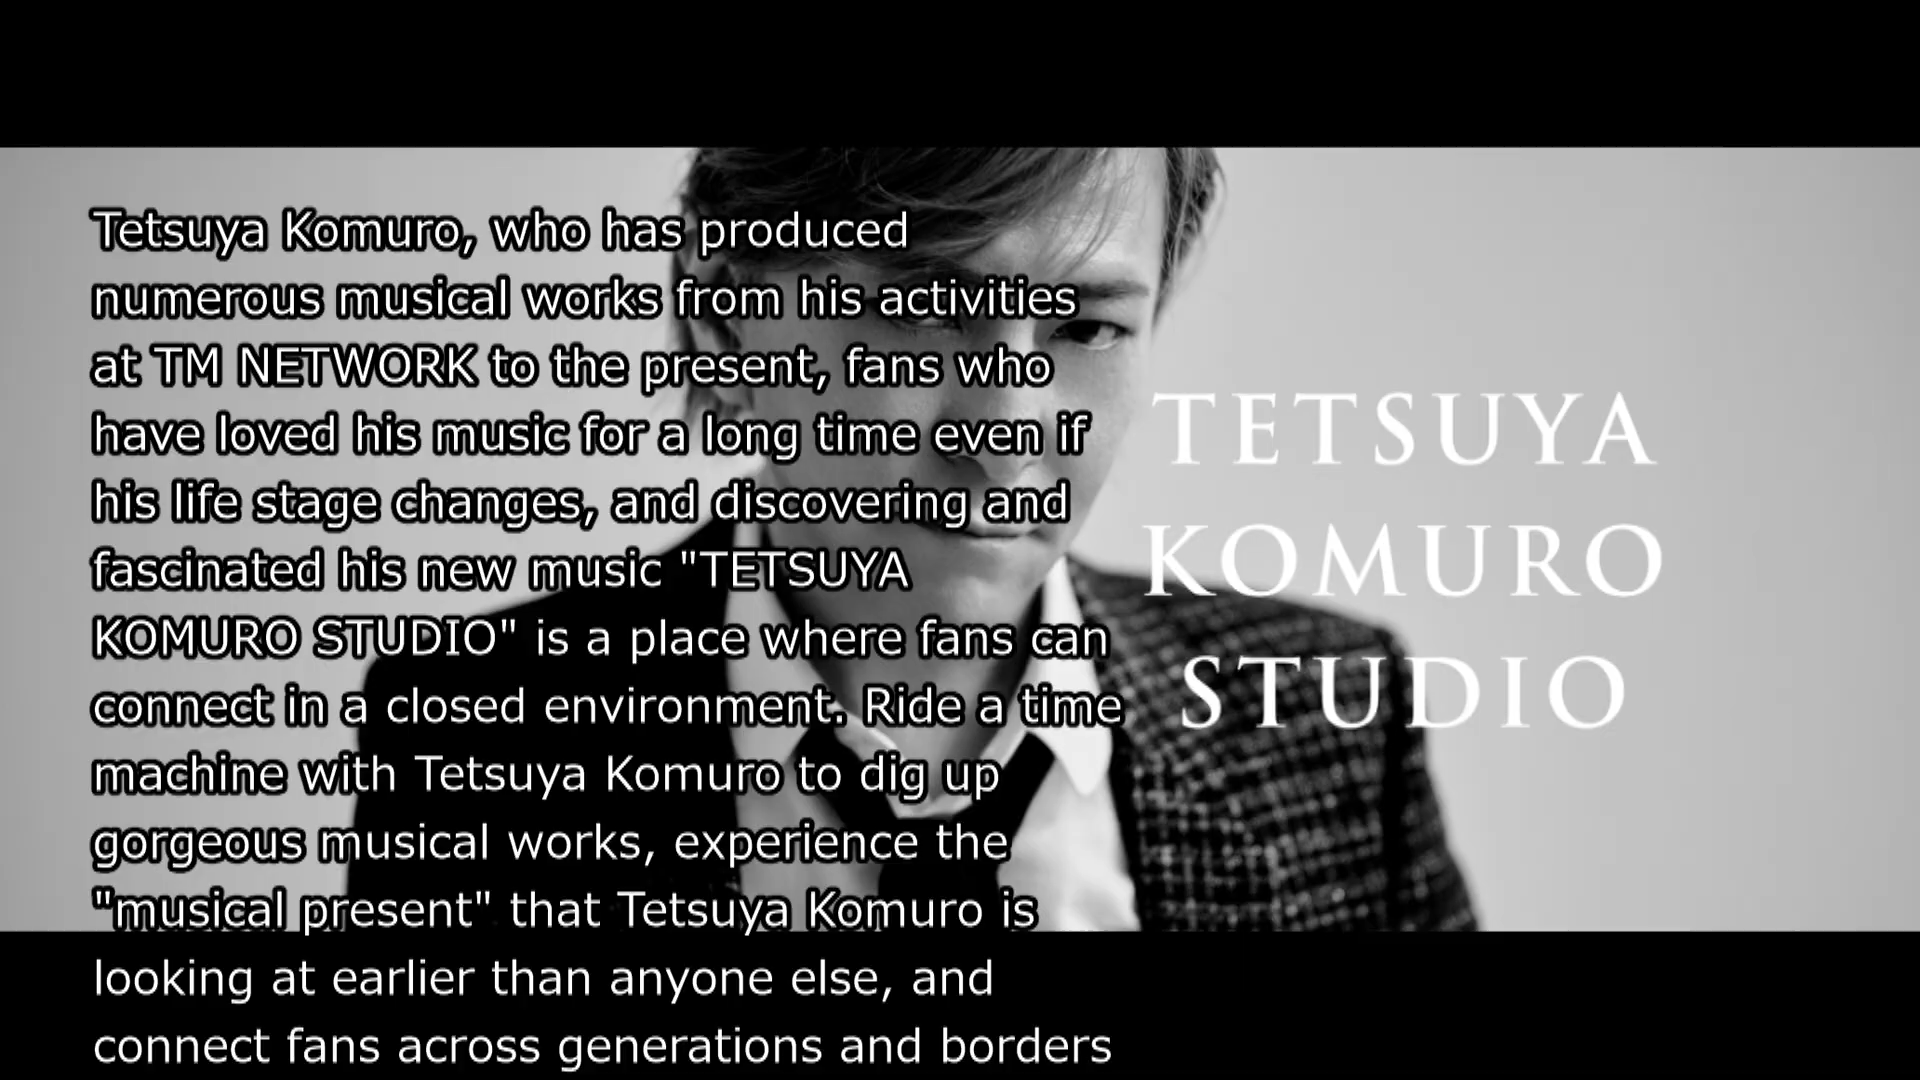 Tetsuya Komuro, who has produced
numerous musical works from his activities
at TM NETWORK to the present, fans who
have loved his music for a long time even if
his life stage changes, and discovering and
fascinated his new music "TETSUYA
KOMURO STUDIO" is a place where fans can
connect in a closed environment. Ride a time
machine with Tetsuya Komuro to dig up
gorgeous musical works, experience the
"musical present" that Tetsuya Komuro is
looking at earlier than anyone else, and
connect fans across generations and borders
TETSUYA
KOMURO
STUDIO